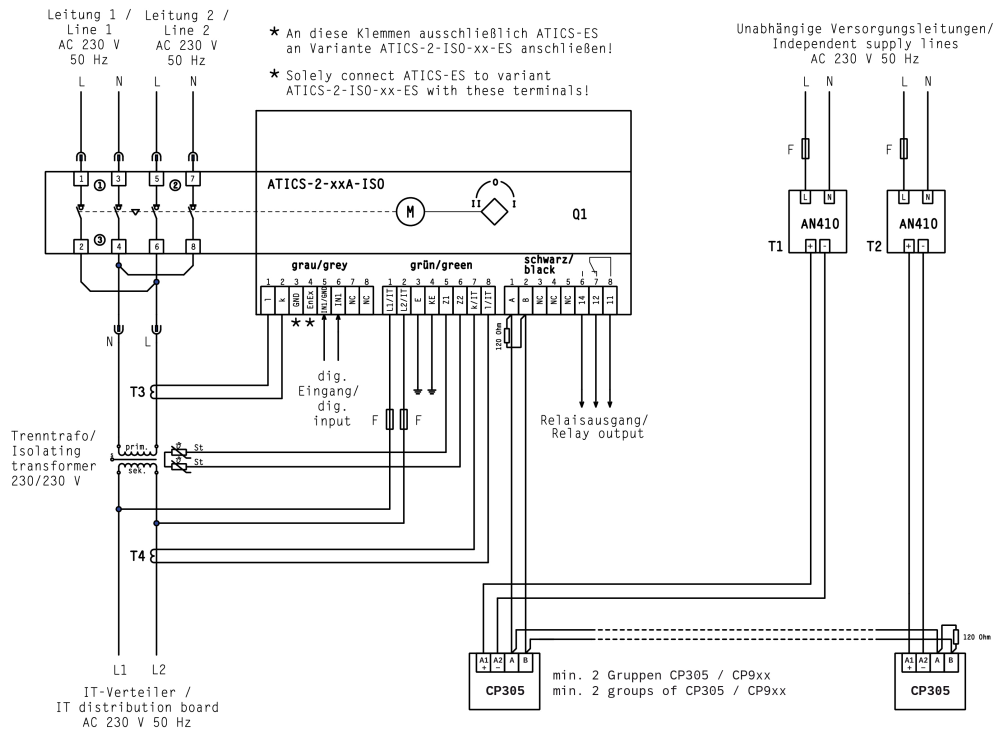 Leitung 1 /
Line 1
AC 230 V
50 Hz
Leitung 2 /
Line 2
AC 230 V
50 Hz
L N L N
* An diese Klemmen ausschließlich ATICS-ES
an Variante ATICS-2-ISO-xx-ES anschließen!
* Solely connect ATICS-ES to variant
ATICS-2-ISO-xx-ES with these terminals!
Unabhängige Versorgungsleitungen/
Independent supply lines
AC 230 V 50 Hz
L N L N
F F
1 3 5 7
① ②
③
2 4 6 8
ATICS-2-xxA-ISO
M
II 0 I
Q1
L N
AN410
+ -
T1
L N
AN410
+ -
T2
grau/grey
1 2 3 4 5 6 7 8
l k GND EnEx IN1/GND IN1 NC NC
* *
grün/green
1 2 3 4 5 6 7 8
L1/IT L2/IT E KE Z1 Z2 k/IT l/IT
schwarz/
black
1 2 3 4 5 6 7 8
A B NC NC NC 14 12 11
120 Ohm
N L
T3
dig.
Eingang/
dig.
input
F F
Relaisausgang/
Relay output
Trenntrafo/
Isolating
transformer
230/230 V
prim.
sek.
St
St
T4
L1 L2
IT-Verteiler /
IT distribution board
AC 230 V 50 Hz
A1 A2 A B
+ −
CP305
min. 2 Gruppen CP305 / CP9xx
min. 2 groups of CP305 / CP9xx
120 Ohm
A1 A2 A B
+ −
CP305